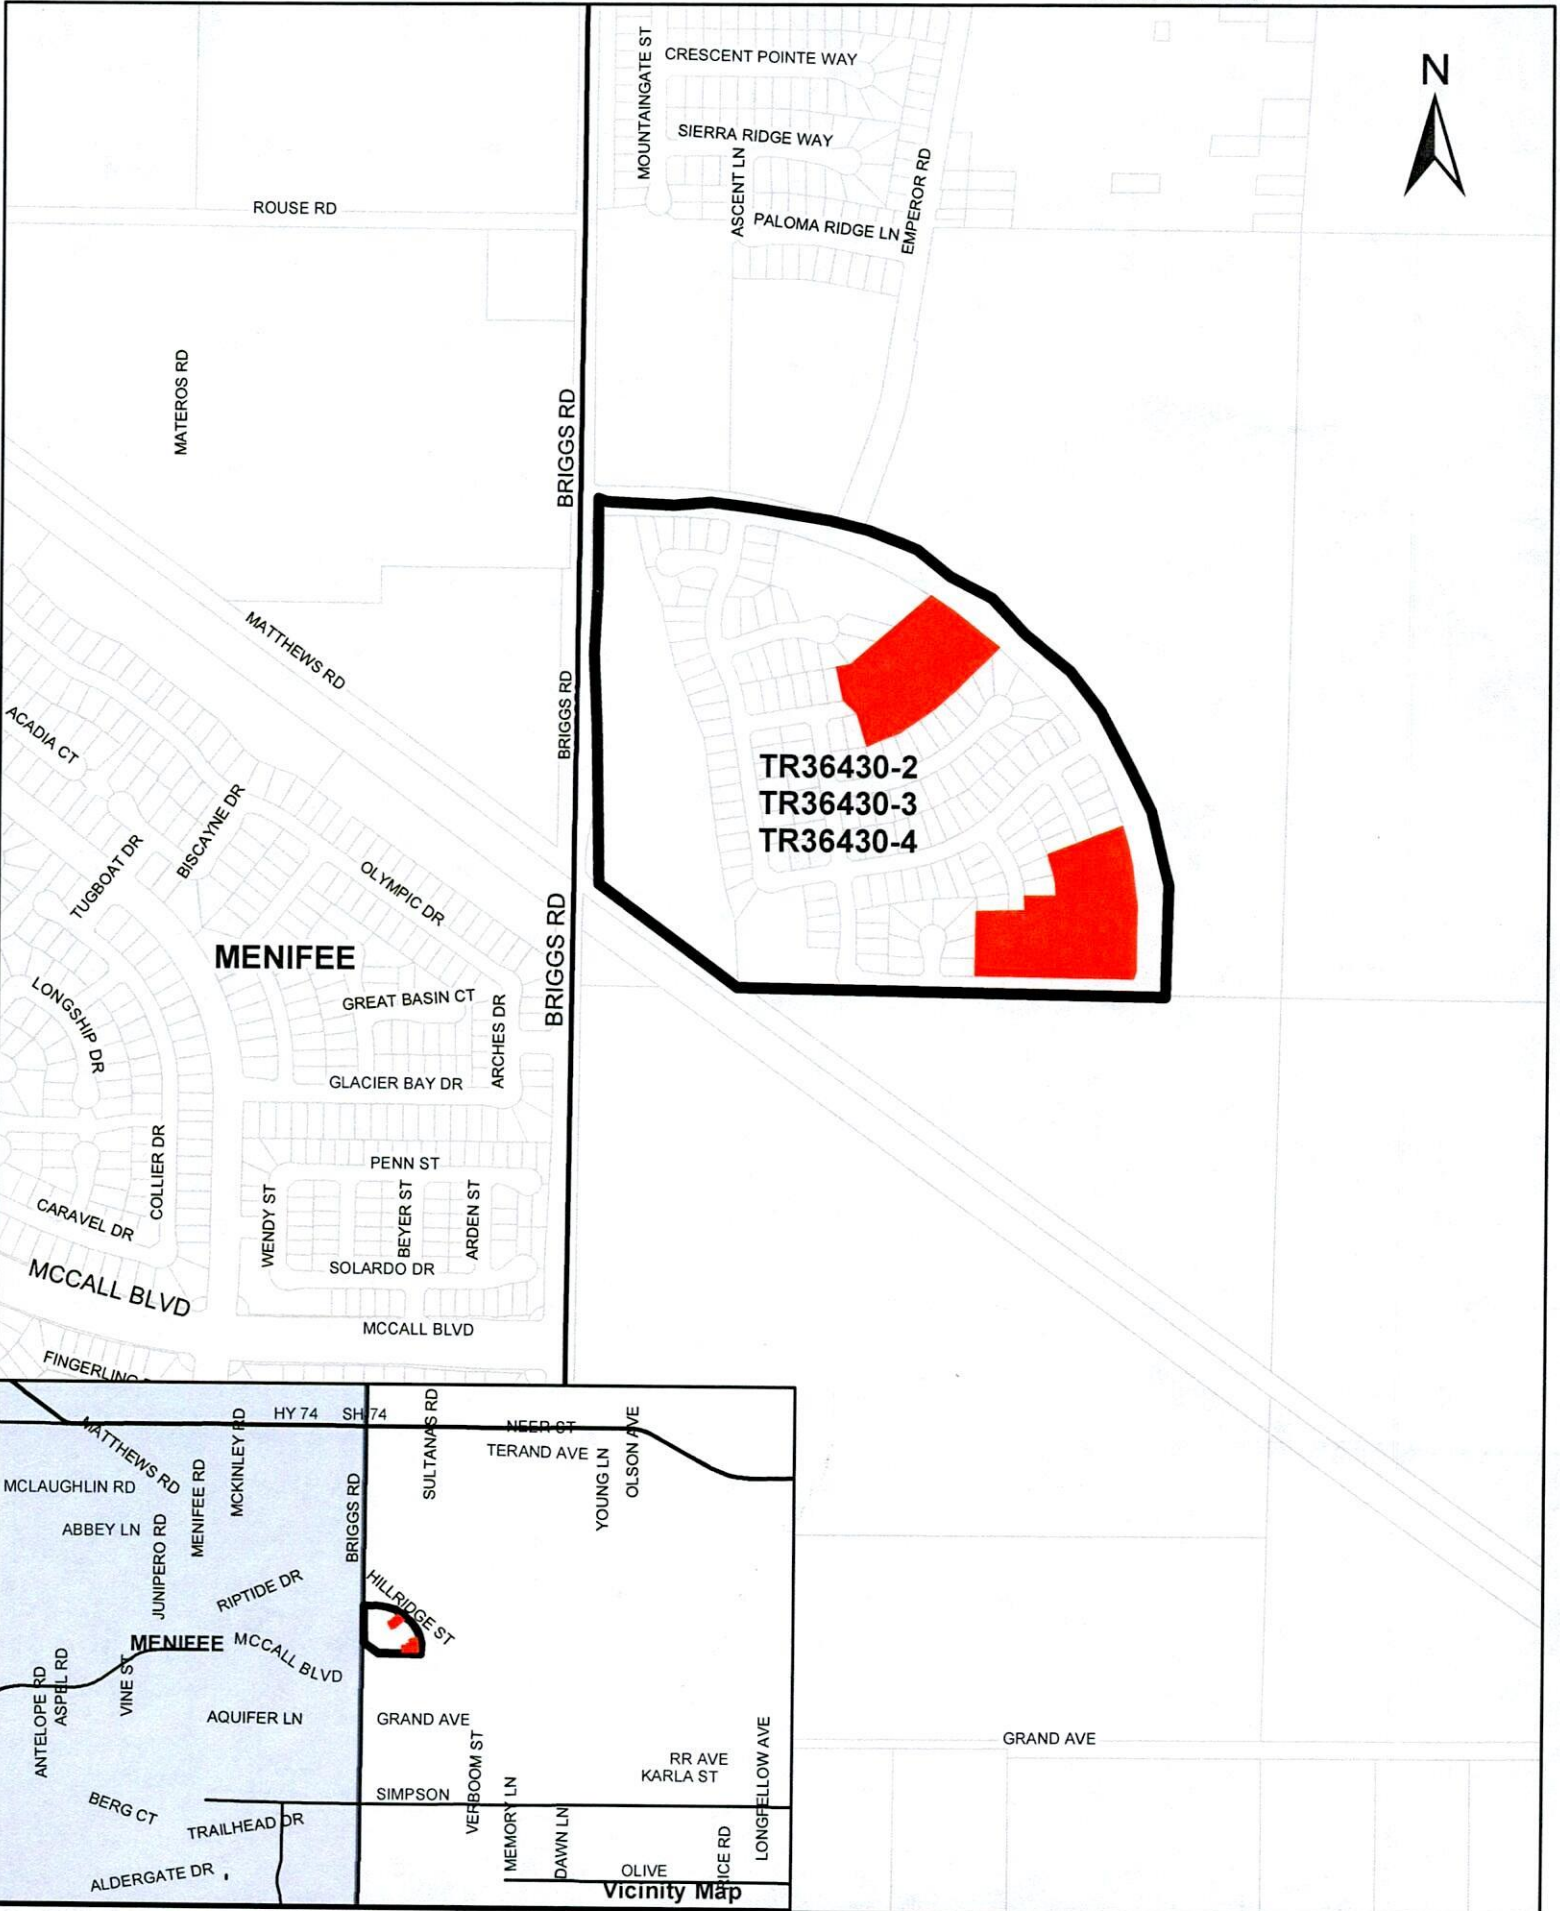 CRESCENT POINTE WAY
N
MOUNTAINGATE ST
SIERRA RIDGE WAY
ASCENT LN
EMPEROR RD
ROUSE RD
PALOMA RIDGE LN
MATEROS RD
BRIGGS RD
MATTHEWS RD
BRIGGS RD
ACADIA CT
TR36430-2
TR36430-3
TR36430-4
BISCAYNE DR
TUGBOAT DR
OLYMPIC DR
BRIGGS RD
MENIFEE
LONGSHIP DR
GREAT BASIN CT
ARCHES DR
GLACIER BAY DR
COLLIER DR
PENN ST
WENDY ST
BEYER ST
ARDEN ST
CARAVEL DR
SOLARDO DR
MCCALL BLVD
MCCALL BLVD
HY 74
SH 74
SULTANAS RD
NEER ST
OLSON AVE
MATTHEWS RD
MCKINLEY RD
TERAND AVE
YOUNG LN
MCLAUGHLIN RD
MENIFEE RD
BRIGGS RD
ABBEY LN
JUNIPERO RD
RIPTIDE DR
HILLRIDGE ST
MENIFEE
MCCALL BLVD
ANTELOPE RD
ASPEL RD
VINE ST
AQUIFER LN
GRAND AVE
GRAND AVE
VERBOOM ST
RR AVE
KARLA ST
LONGFELLOW AVE
SIMPSON
BERG CT
TRAILHEAD DR
MEMORY LN
DAWN LN
RICE RD
ALDERGATE DR
OLIVE
Vicinity Map